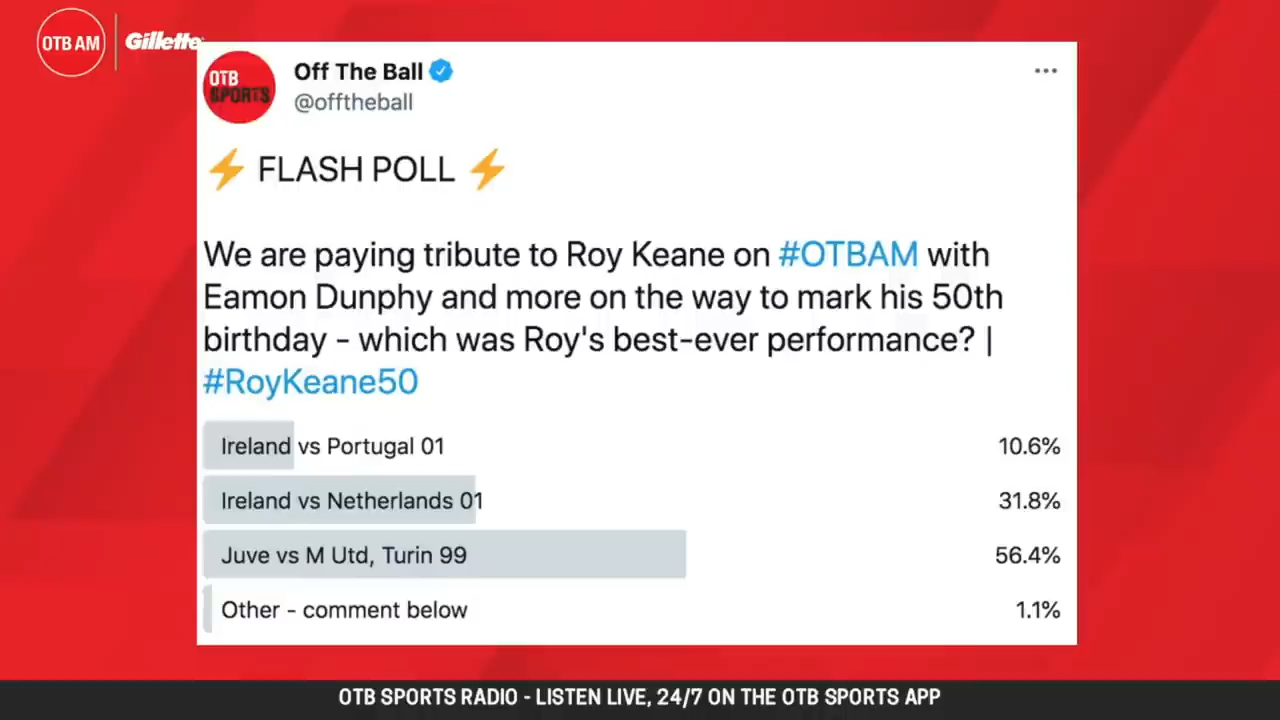 OTB AM
Gillette
OTB
SPORTS
Off The Ball
@offtheball
⚡ FLASH POLL ⚡
We are paying tribute to Roy Keane on #OTBAM with
Eamon Dunphy and more on the way to mark his 50th
birthday - which was Roy's best-ever performance? |
#RoyKeane50
Ireland vs Portugal 01 10.6%
Ireland vs Netherlands 01 31.8%
Juve vs M Utd, Turin 99 56.4%
Other - comment below 1.1%
OTB SPORTS RADIO - LISTEN LIVE, 24/7 ON THE OTB SPORTS APP